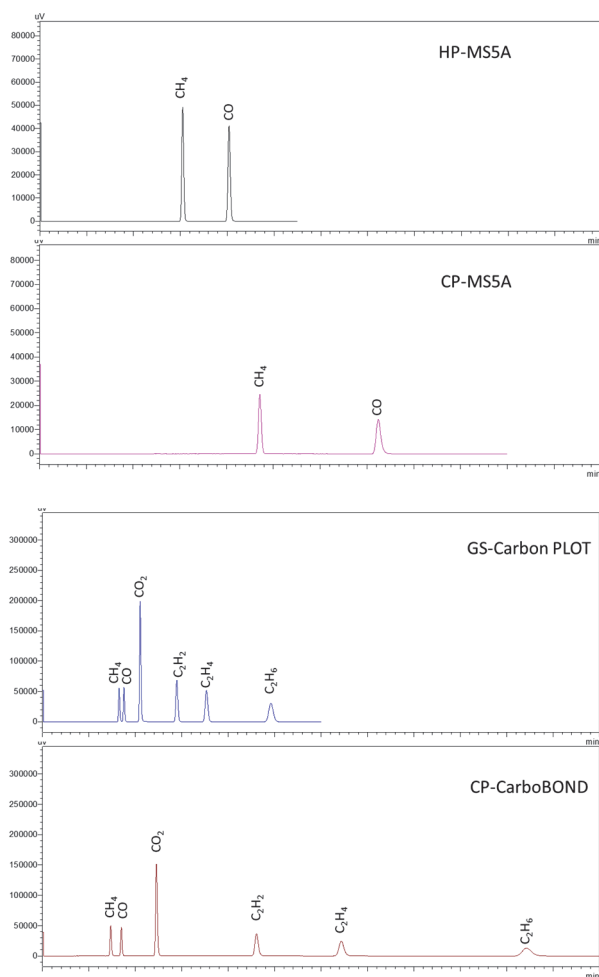 uV
HP-MS5A
80000
70000
60000
50000
40000
30000
20000
10000
0
CH4
CO
min
uV
CP-MS5A
80000
70000
60000
50000
40000
30000
20000
10000
0
CH4
CO
min
uV
GS-Carbon PLOT
300000
250000
200000
150000
100000
50000
0
CH4
CO
CO2
C2H2
C2H4
C2H6
min
uV
CP-CarboBOND
300000
250000
200000
150000
100000
50000
0
CH4
CO
CO2
C2H2
C2H4
C2H6
min